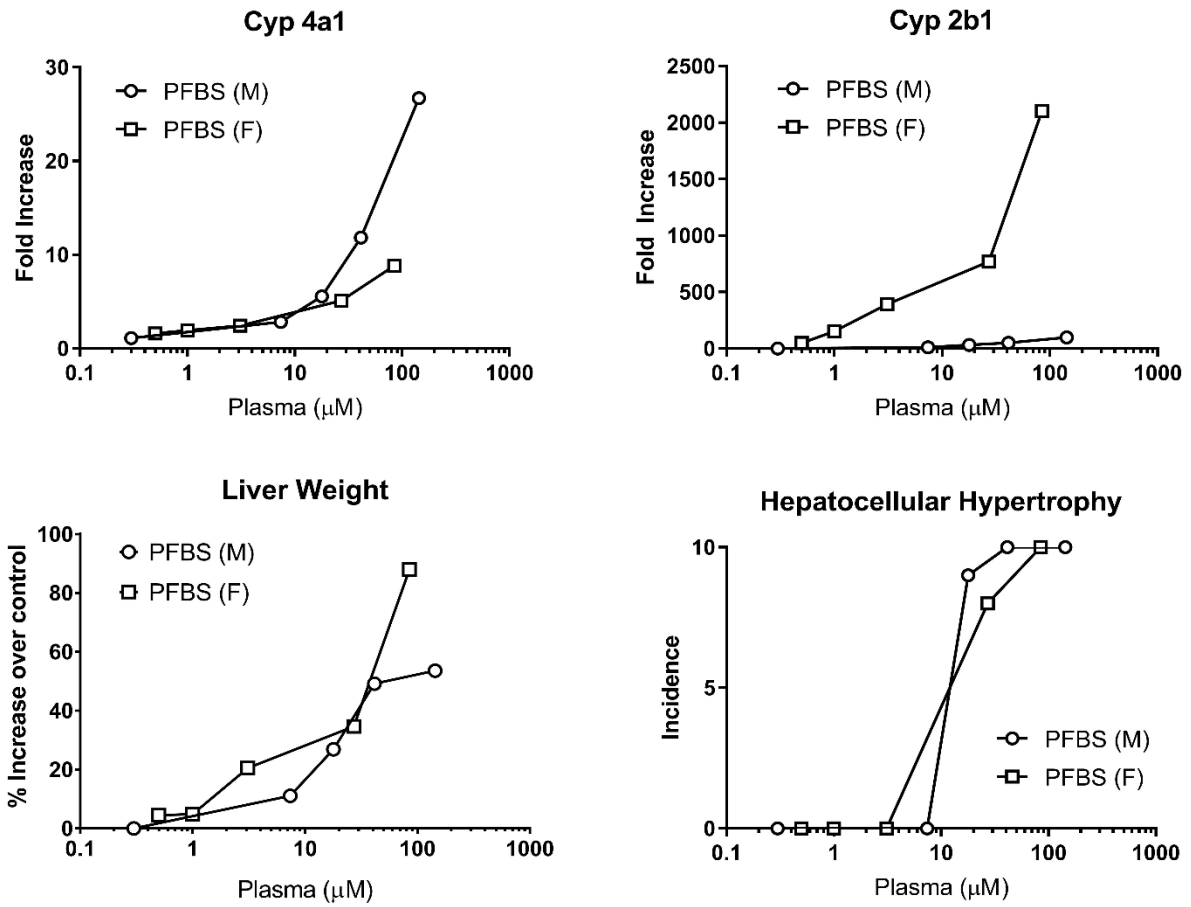 Cyp 4a1
30
20
10
0
Fold Increase
PFBS (M)
PFBS (F)
0.1 1 10 100 1000
Plasma (μM)
Cyp 2b1
2500
2000
1500
1000
500
0
Fold Increase
PFBS (M)
PFBS (F)
0.1 1 10 100 1000
Plasma (μM)
Liver Weight
100
80
60
40
20
0
% Increase over control
PFBS (M)
PFBS (F)
0.1 1 10 100 1000
Plasma (μM)
Hepatocellular Hypertrophy
10
5
0
Incidence
PFBS (M)
PFBS (F)
0.1 1 10 100 1000
Plasma (μM)